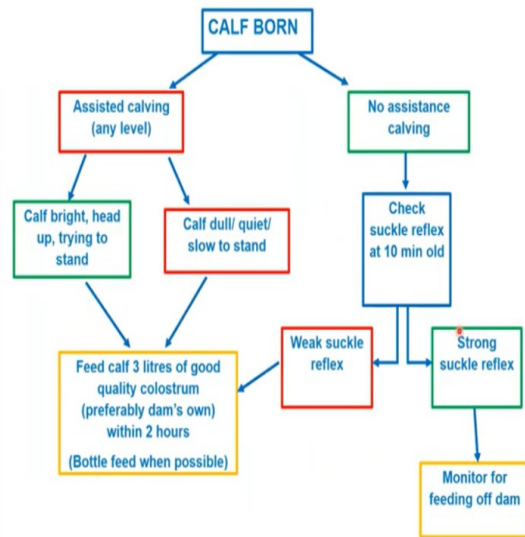 CALF BORN
Assisted calving
(any level)
No assistance
calving
Calf bright, head
up, trying to
stand
Calf dull/ quiet/
slow to stand
Check
suckle reflex
at 10 min old
Feed calf 3 litres of good
quality colostrum
(preferably dam's own)
within 2 hours
(Bottle feed when possible)
Weak suckle
reflex
Strong
suckle reflex
Monitor for
feeding off dam